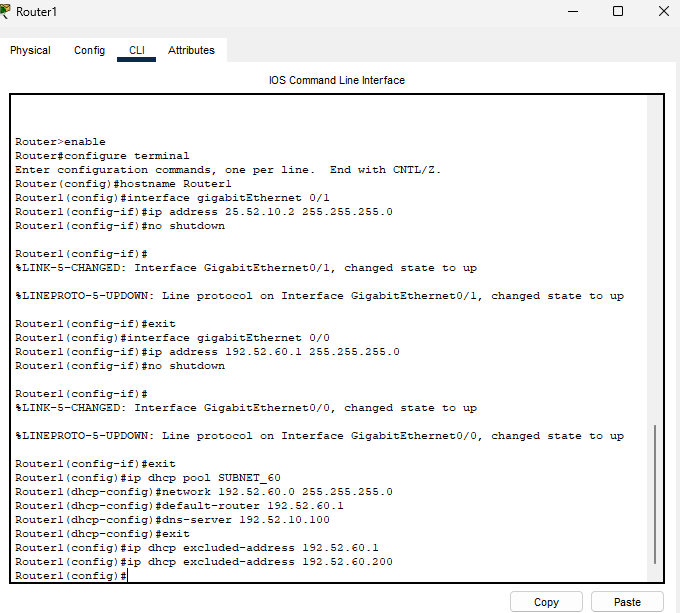 Router1
Physical Config CLI Attributes
IOS Command Line Interface
Router>enable
Router#configure terminal
Enter configuration commands, one per line.  End with CNTL/Z.
Router(config)#hostname Router1
Router1(config)#interface gigabitEthernet 0/1
Router1(config-if)#ip address 25.52.10.2 255.255.255.0
Router1(config-if)#no shutdown
Router1(config-if)#
%LINK-5-CHANGED: Interface GigabitEthernet0/1, changed state to up
%LINEPROTO-5-UPDOWN: Line protocol on Interface GigabitEthernet0/1, changed state to up
Router1(config-if)#exit
Router1(config)#interface gigabitEthernet 0/0
Router1(config-if)#ip address 192.52.60.1 255.255.255.0
Router1(config-if)#no shutdown
Router1(config-if)#
%LINK-5-CHANGED: Interface GigabitEthernet0/0, changed state to up
%LINEPROTO-5-UPDOWN: Line protocol on Interface GigabitEthernet0/0, changed state to up
Router1(config-if)#exit
Router1(config)#ip dhcp pool SUBNET_60
Router1(dhcp-config)#network 192.52.60.0 255.255.255.0
Router1(dhcp-config)#default-router 192.52.60.1
Router1(dhcp-config)#dns-server 192.52.10.100
Router1(dhcp-config)#exit
Router1(config)#ip dhcp excluded-address 192.52.60.1
Router1(config)#ip dhcp excluded-address 192.52.60.200
Router1(config)#
Copy Paste